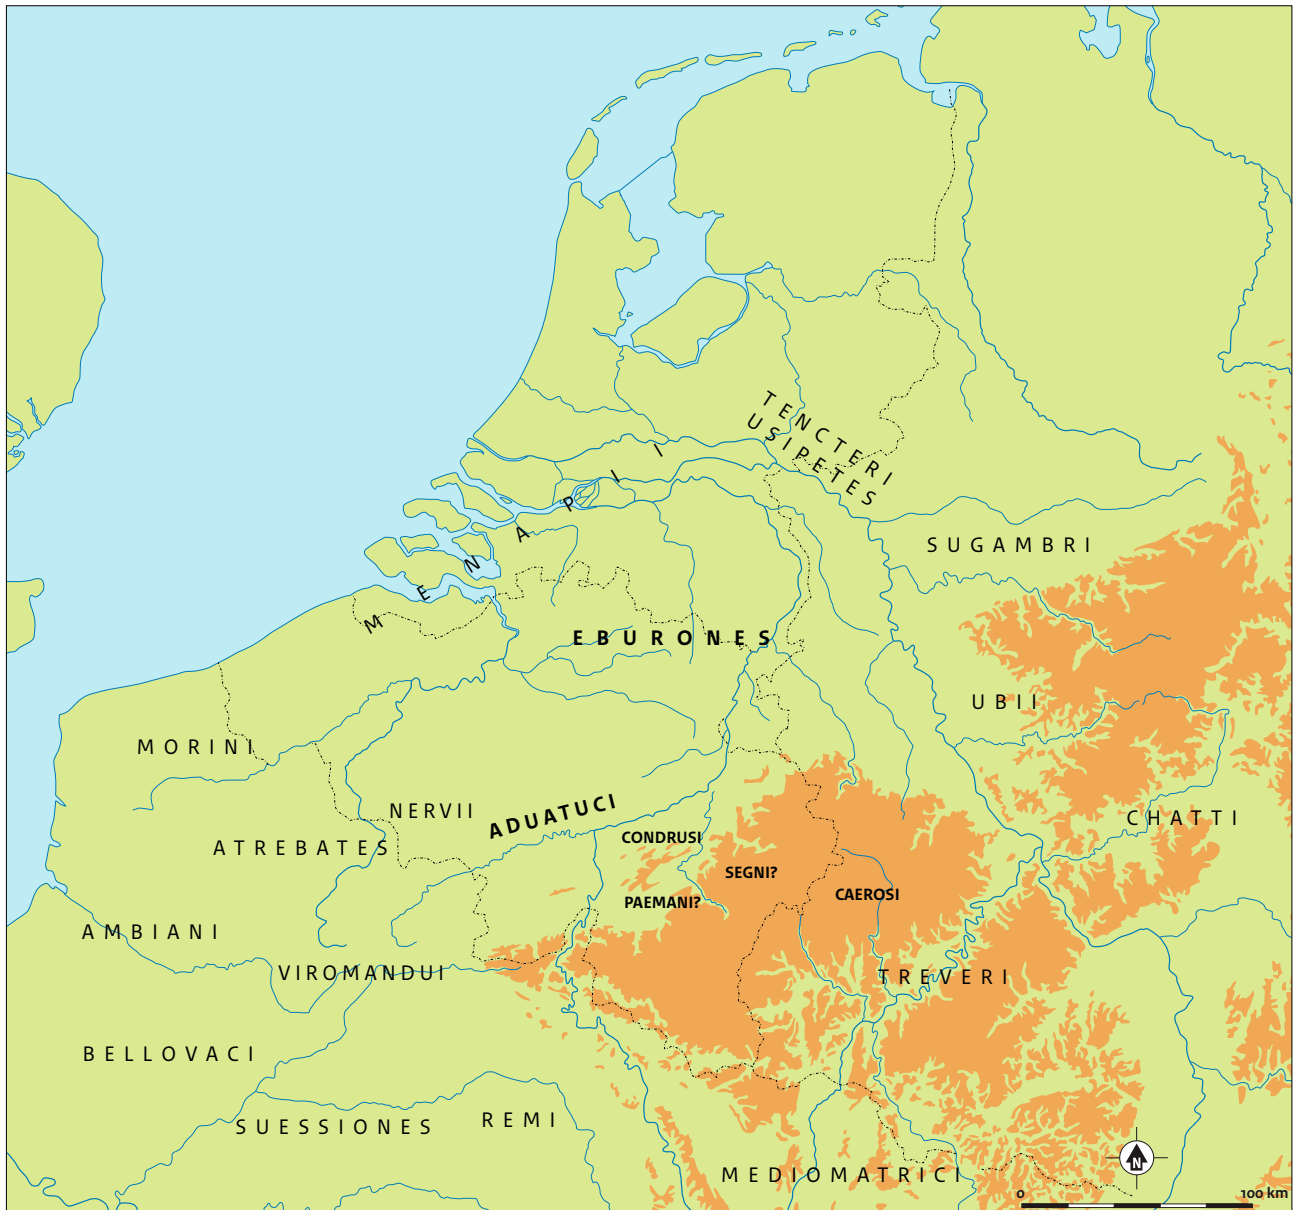 TENCTERI
USIPETES
MENAPII
SUGAMBRI
EBURONES
UBII
MORINI
NERVII
ADUATUCI
CHATTI
CONDRUSI
ATREBATES
SEGNI?
CAEROSI
PAEMANI?
AMBIANI
VIROMANDUI
TREVERI
BELLOVACI
SUESSIONES
REMI
MEDIOMATRICI
N
0 100 km